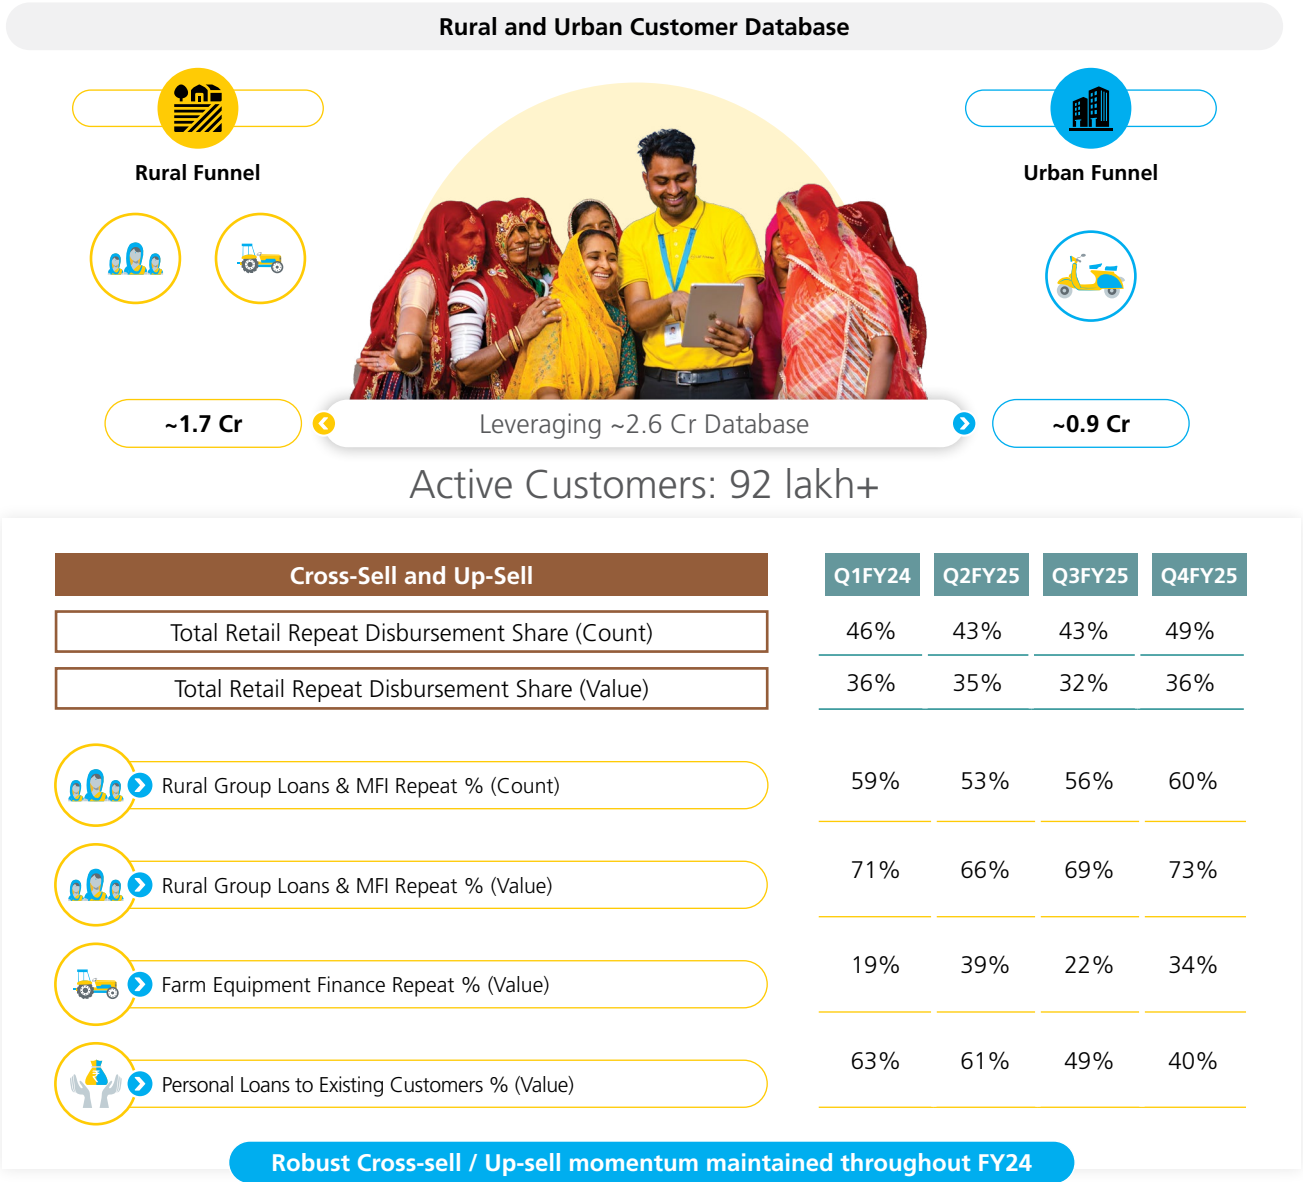 Rural and Urban Customer Database
Rural Funnel
Urban Funnel
~1.7 Cr
Leveraging ~2.6 Cr Database
~0.9 Cr
Active Customers: 92 lakh+
Cross-Sell and Up-Sell Q1FY24 Q2FY25 Q3FY25 Q4FY25
Total Retail Repeat Disbursement Share (Count) 46% 43% 43% 49%
Total Retail Repeat Disbursement Share (Value) 36% 35% 32% 36%
Rural Group Loans & MFI Repeat % (Count) 59% 53% 56% 60%
Rural Group Loans & MFI Repeat % (Value) 71% 66% 69% 73%
Farm Equipment Finance Repeat % (Value) 19% 39% 22% 34%
Personal Loans to Existing Customers % (Value) 63% 61% 49% 40%
Robust Cross-sell / Up-sell momentum maintained throughout FY24